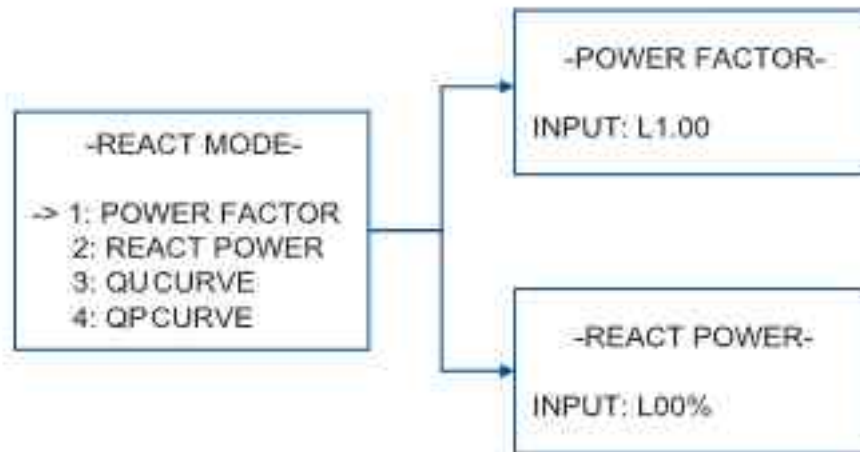 -REACT MODE-
-> 1: POWER FACTOR
2: REACT POWER
3: QU CURVE
4: QP CURVE
-POWER FACTOR-
INPUT: L1.00
-REACT POWER-
INPUT: L00%